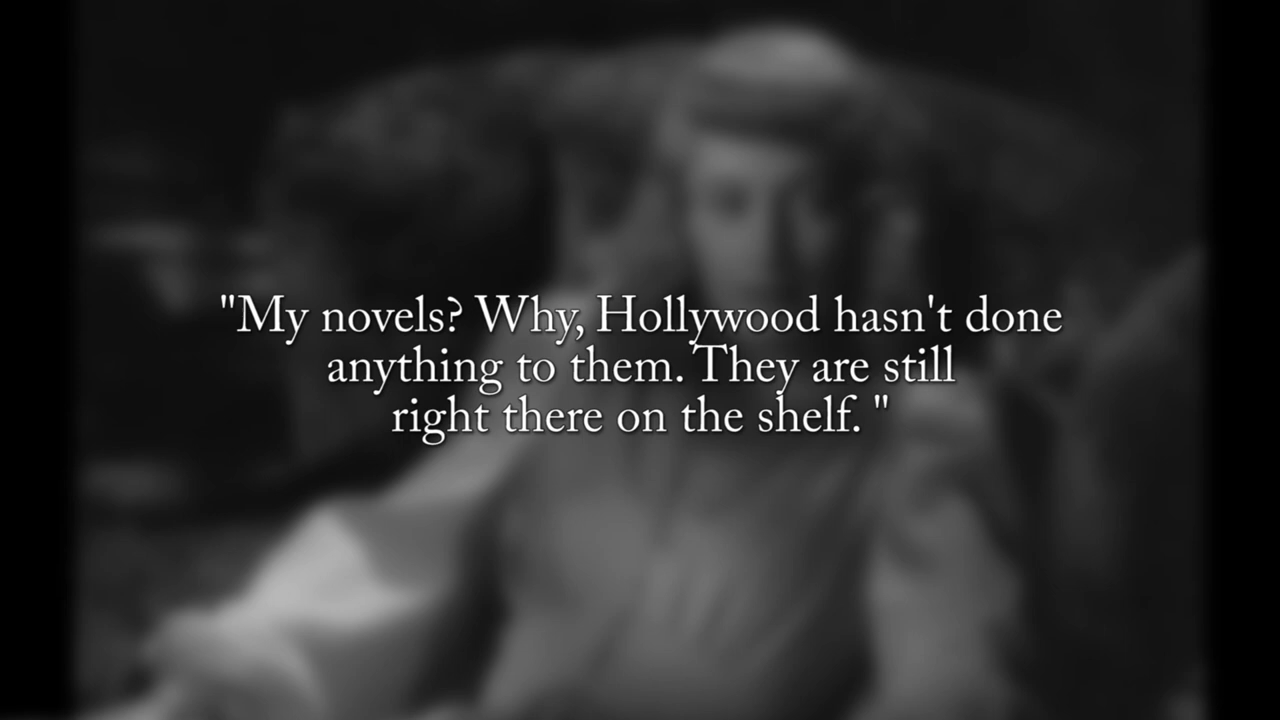 "My novels? Why, Hollywood hasn't done
anything to them. They are still
right there on the shelf. "